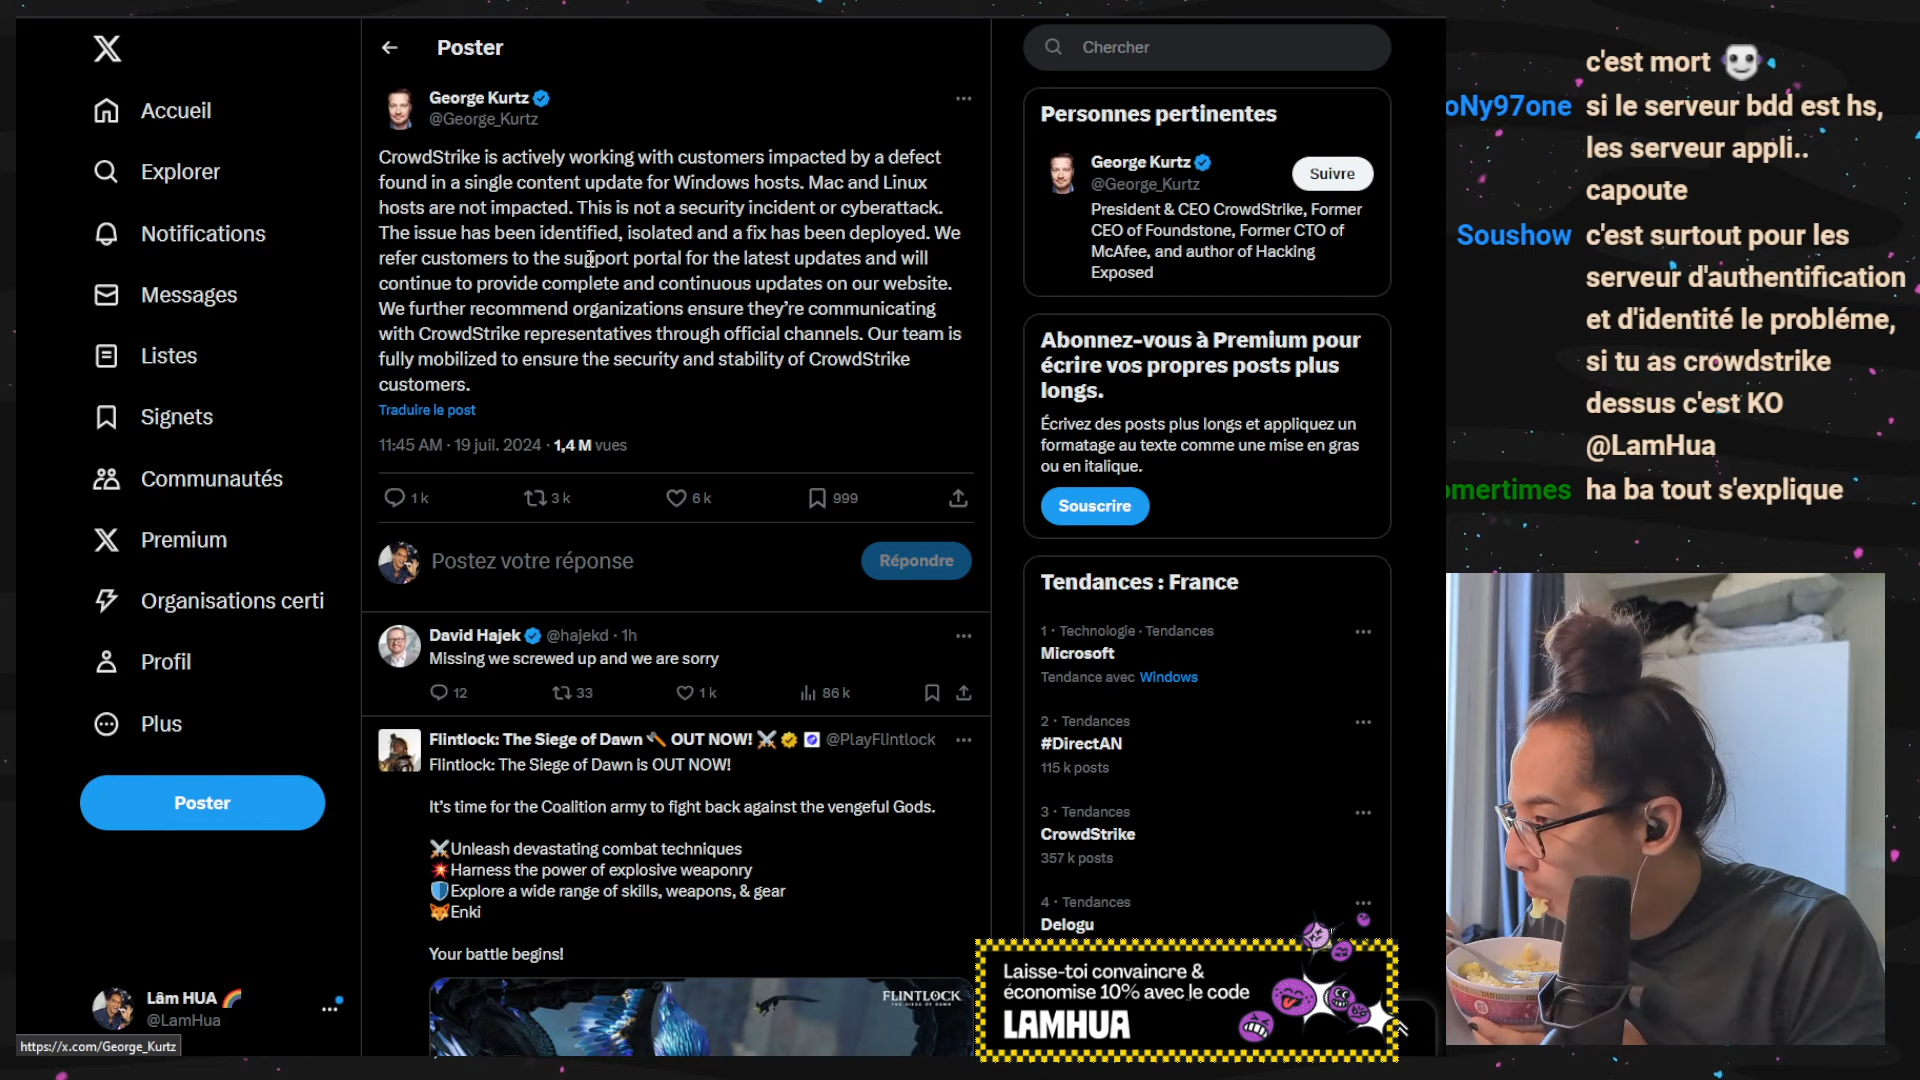 Accueil
Explorer
Notifications
Messages
Listes
Signets
Communautés
Premium
Organisations certi
Profil
Plus
Poster
Lâm HUA 🌈
@LamHua
https://x.com/George_Kurtz
Poster
George Kurtz
@George_Kurtz
CrowdStrike is actively working with customers impacted by a defect
found in a single content update for Windows hosts. Mac and Linux
hosts are not impacted. This is not a security incident or cyberattack.
The issue has been identified, isolated and a fix has been deployed. We
refer customers to the support portal for the latest updates and will
continue to provide complete and continuous updates on our website.
We further recommend organizations ensure they’re communicating
with CrowdStrike representatives through official channels. Our team is
fully mobilized to ensure the security and stability of CrowdStrike
customers.
Traduire le post
11:45 AM · 19 juil. 2024 · 1,4 M vues
1 k 3 k 6 k 999
Postez votre réponse Répondre
David Hajek @hajekd · 1h
Missing we screwed up and we are sorry
12 33 1 k 86 k
Flintlock: The Siege of Dawn 🔨 OUT NOW! ⚔️ @PlayFlintlock
Flintlock: The Siege of Dawn is OUT NOW!
It’s time for the Coalition army to fight back against the vengeful Gods.
⚔️Unleash devastating combat techniques
💥Harness the power of explosive weaponry
🛡️Explore a wide range of skills, weapons, & gear
🦊Enki
Your battle begins!
FLINTLOCK
THE SIEGE OF DAWN
Chercher
Personnes pertinentes
George Kurtz
@George_Kurtz
Suivre
President & CEO CrowdStrike, Former
CEO of Foundstone, Former CTO of
McAfee, and author of Hacking
Exposed
Abonnez-vous à Premium pour
écrire vos propres posts plus
longs.
Écrivez des posts plus longs et appliquez un
formatage au texte comme une mise en gras
ou en italique.
Souscrire
Tendances : France
1 · Technologie · Tendances
Microsoft
Tendance avec Windows
2 · Tendances
#DirectAN
115 k posts
3 · Tendances
CrowdStrike
357 k posts
4 · Tendances
Delogu
Laisse-toi convaincre &
économise 10% avec le code
LAMHUA
c'est mort
oNy97one si le serveur bdd est hs,
les serveur appli..
capoute
Soushow c'est surtout pour les
serveur d'authentification
et d'identité le probléme,
si tu as crowdstrike
dessus c'est KO
@LamHua
omertimes ha ba tout s'explique